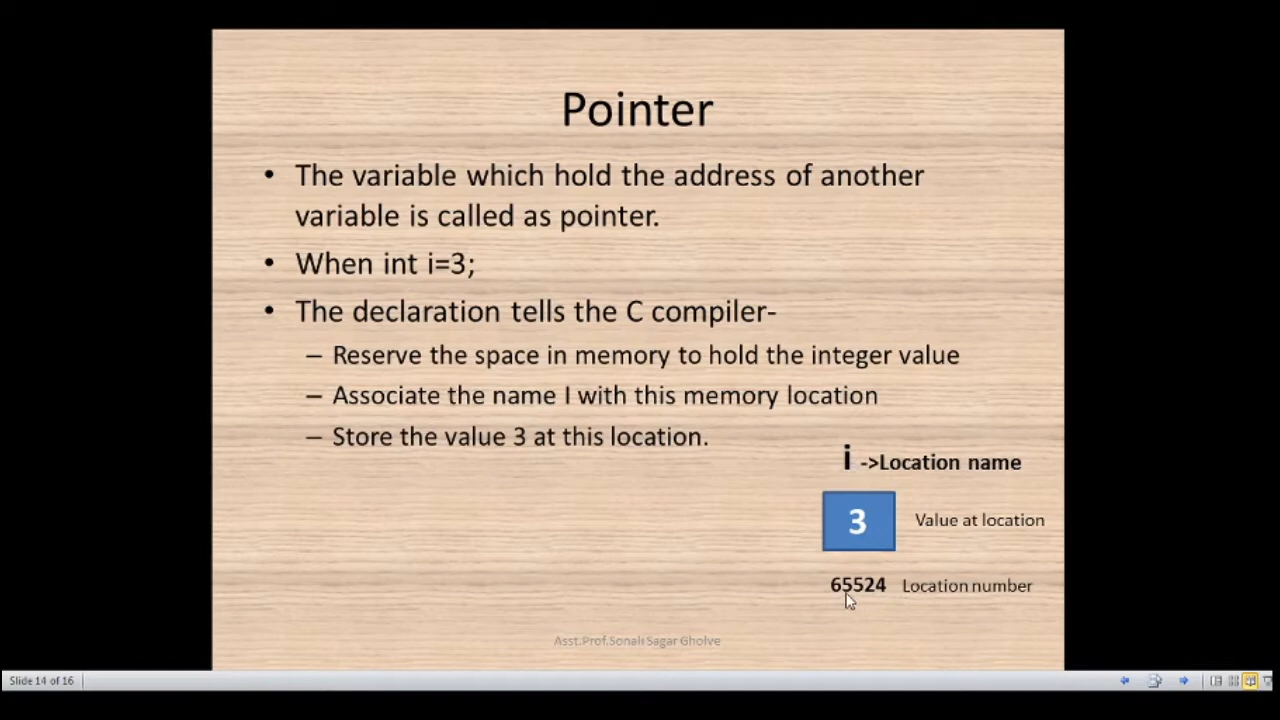 Pointer
• The variable which hold the address of another
variable is called as pointer.
• When int i=3;
• The declaration tells the C compiler-
– Reserve the space in memory to hold the integer value
– Associate the name I with this memory location
– Store the value 3 at this location.
i ->Location name
3 Value at location
65524 Location number
Asst.Prof.Sonali Sagar Gholve
Slide 14 of 16